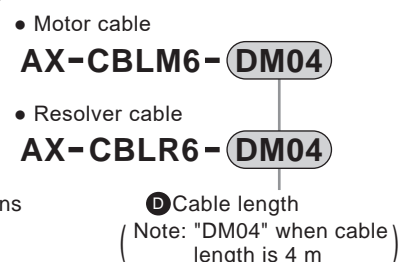 ● Motor cable
AX-CBLM6-DM04
● Resolver cable
AX-CBLR6-DM04
D Cable length
(Note: "DM04" when cable
length is 4 m)